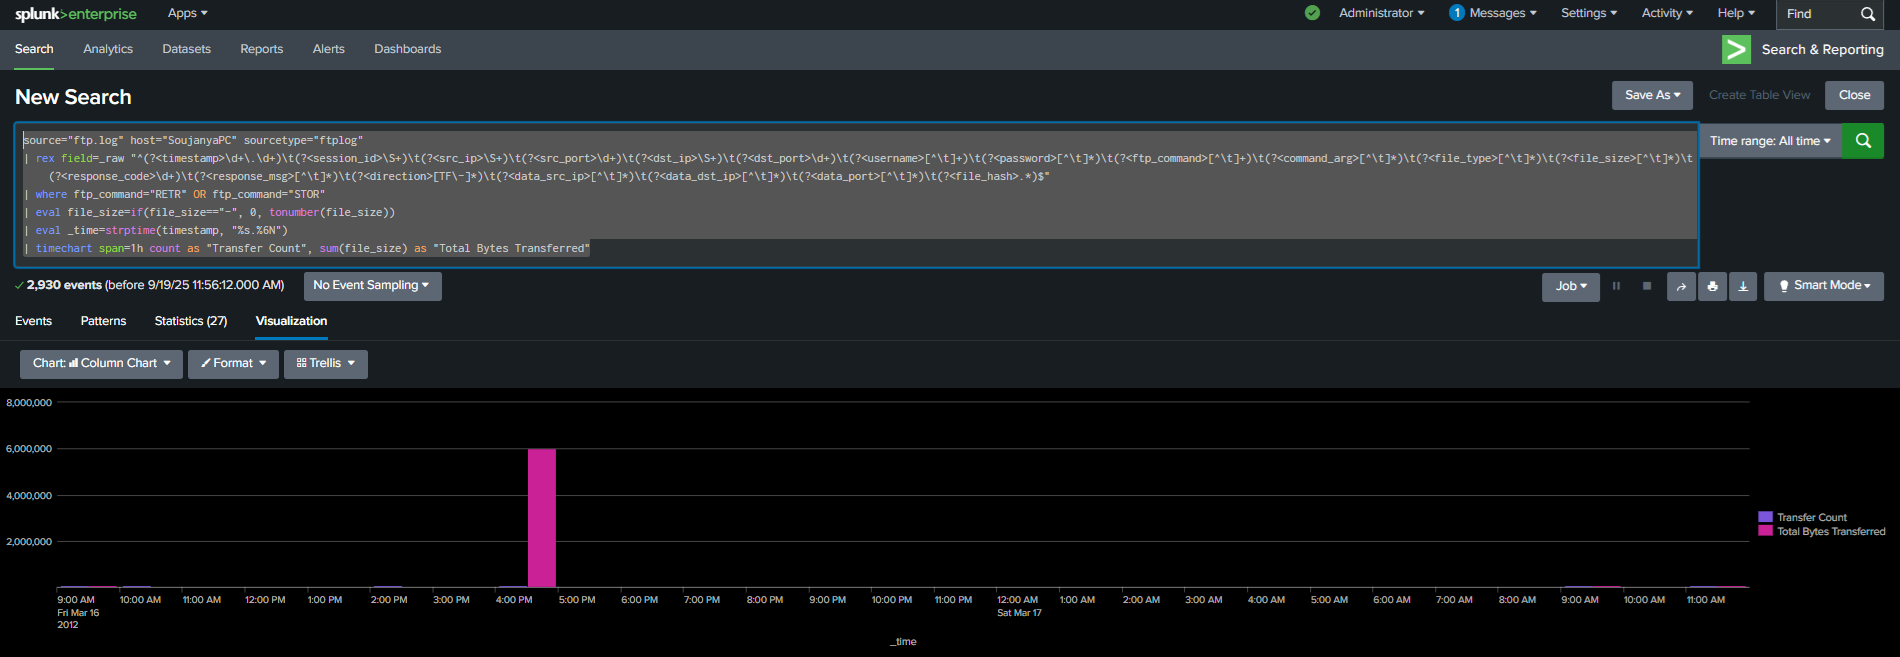 splunk>enterprise Apps ▾ Administrator ▾ 1 Messages ▾ Settings ▾ Activity ▾ Help ▾ Find
Search Analytics Datasets Reports Alerts Dashboards Search & Reporting
New Search Save As ▾ Create Table View Close
source="ftp.log" host="SoujanyaPC" sourcetype="ftplog" Time range: All time ▾
| rex field=_raw "^(?<timestamp>\d+\.\d+)\t(?<session_id>\S+)\t(?<src_ip>\S+)\t(?<src_port>\d+)\t(?<dst_ip>\S+)\t(?<dst_port>\d+)\t(?<username>[^\t]+)\t(?<password>[^\t]*)\t(?<ftp_command>[^\t]+)\t(?<command_arg>[^\t]*)\t(?<file_type>[^\t]*)\t(?<file_size>[^\t]*)\t
(?<response_code>\d+)\t(?<response_msg>[^\t]*)\t(?<direction>[TF\-]*)\t(?<data_src_ip>[^\t]*)\t(?<data_dst_ip>[^\t]*)\t(?<data_port>[^\t]*)\t(?<file_hash>.*)$"
| where ftp_command="RETR" OR ftp_command="STOR"
| eval file_size=if(file_size=="-", 0, tonumber(file_size))
| eval _time=strptime(timestamp, "%s.%6N")
| timechart span=1h count as "Transfer Count", sum(file_size) as "Total Bytes Transferred"
✓ 2,930 events (before 9/19/25 11:56:12.000 AM) No Event Sampling ▾ Job ▾ Smart Mode ▾
Events Patterns Statistics (27) Visualization
Chart: Column Chart ▾ Format ▾ Trellis ▾
8,000,000
6,000,000
4,000,000
2,000,000
Transfer Count
Total Bytes Transferred
9:00 AM 10:00 AM 11:00 AM 12:00 PM 1:00 PM 2:00 PM 3:00 PM 4:00 PM 5:00 PM 6:00 PM 7:00 PM 8:00 PM 9:00 PM 10:00 PM 11:00 PM 12:00 AM 1:00 AM 2:00 AM 3:00 AM 4:00 AM 5:00 AM 6:00 AM 7:00 AM 8:00 AM 9:00 AM 10:00 AM 11:00 AM
Fri Mar 16 Sat Mar 17
2012
_time